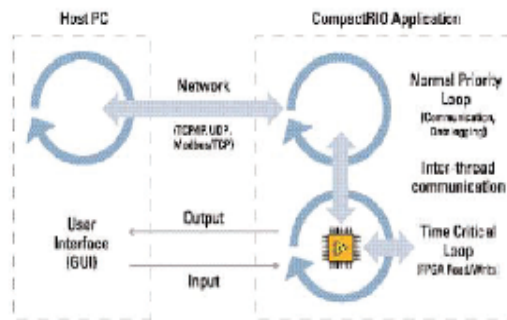 Host PC
CompactRIO Application
Network
(TCP/IP, UDP,
Modbus/TCP)
Normal Priority
Loop
(Communication,
Data logging)
Inter-thread
communication
User
Interface
(GUI)
Output
Input
Time Critical
Loop
(FPGA Read/Write)